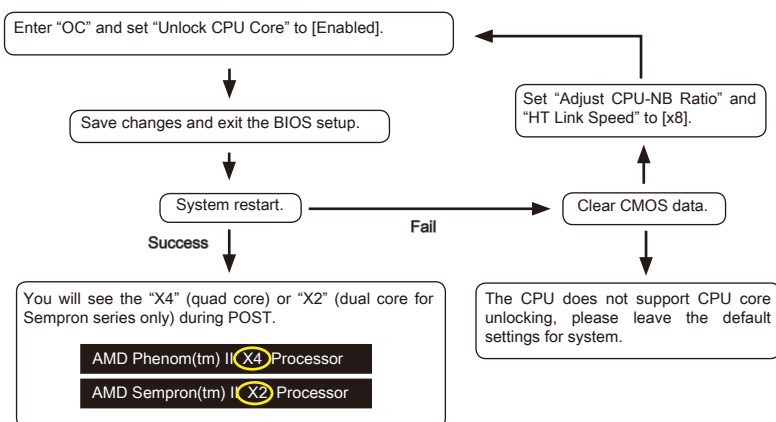 Enter “OC” and set “Unlock CPU Core” to [Enabled].
Save changes and exit the BIOS setup.
System restart.
Fail
Success
Set “Adjust CPU-NB Ratio” and
“HT Link Speed” to [x8].
Clear CMOS data.
You will see the “X4” (quad core) or “X2” (dual core for
Sempron series only) during POST.
AMD Phenom(tm) II X4 Processor
AMD Sempron(tm) II X2 Processor
The CPU does not support CPU core
unlocking, please leave the default
settings for system.